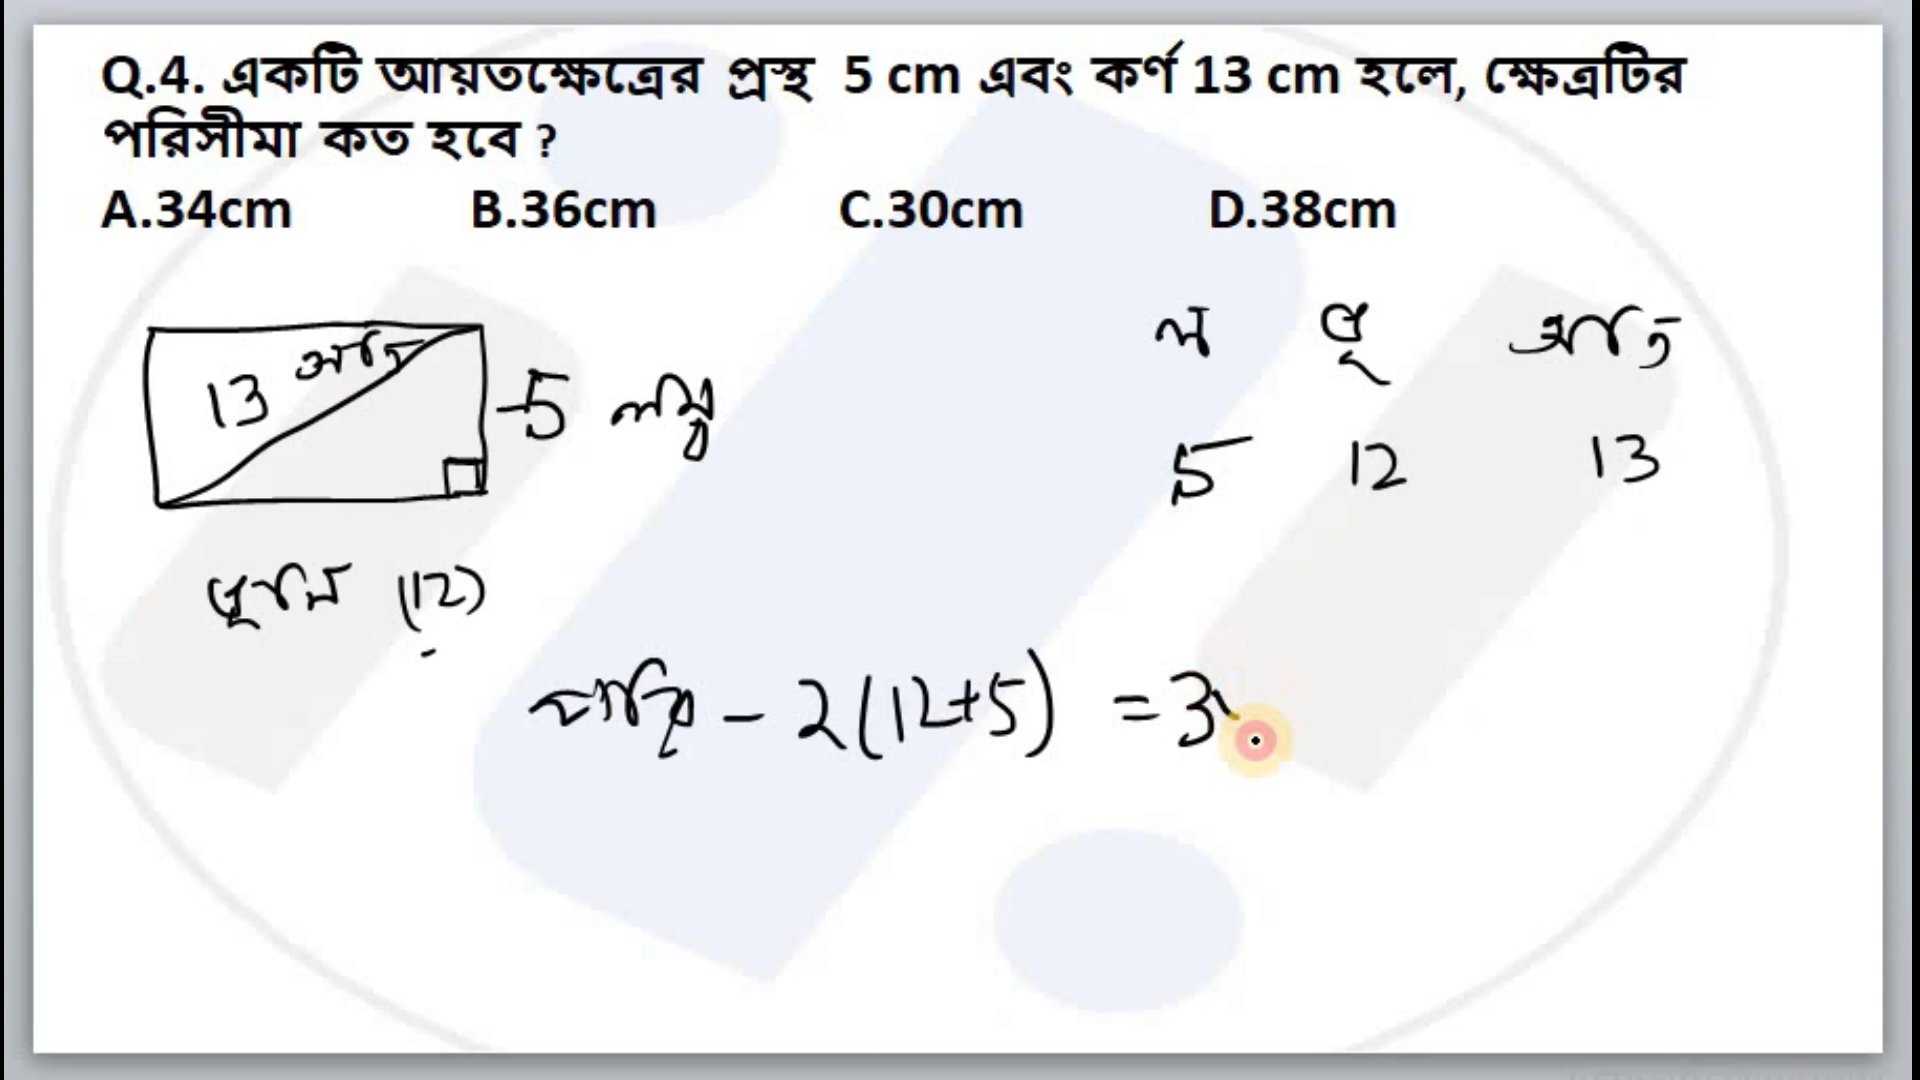 Q.4. একটি আয়তক্ষেত্রের প্রস্থ 5 cm এবং কর্ণ 13 cm হলে, ক্ষেত্রটির
পরিসীমা কত হবে ?
A.34cm B.36cm C.30cm D.38cm
ল ভূ অতি
13 অতি
5 লম্ব
5 12 13
ভূমি (12)
- 2(12+5) = 3